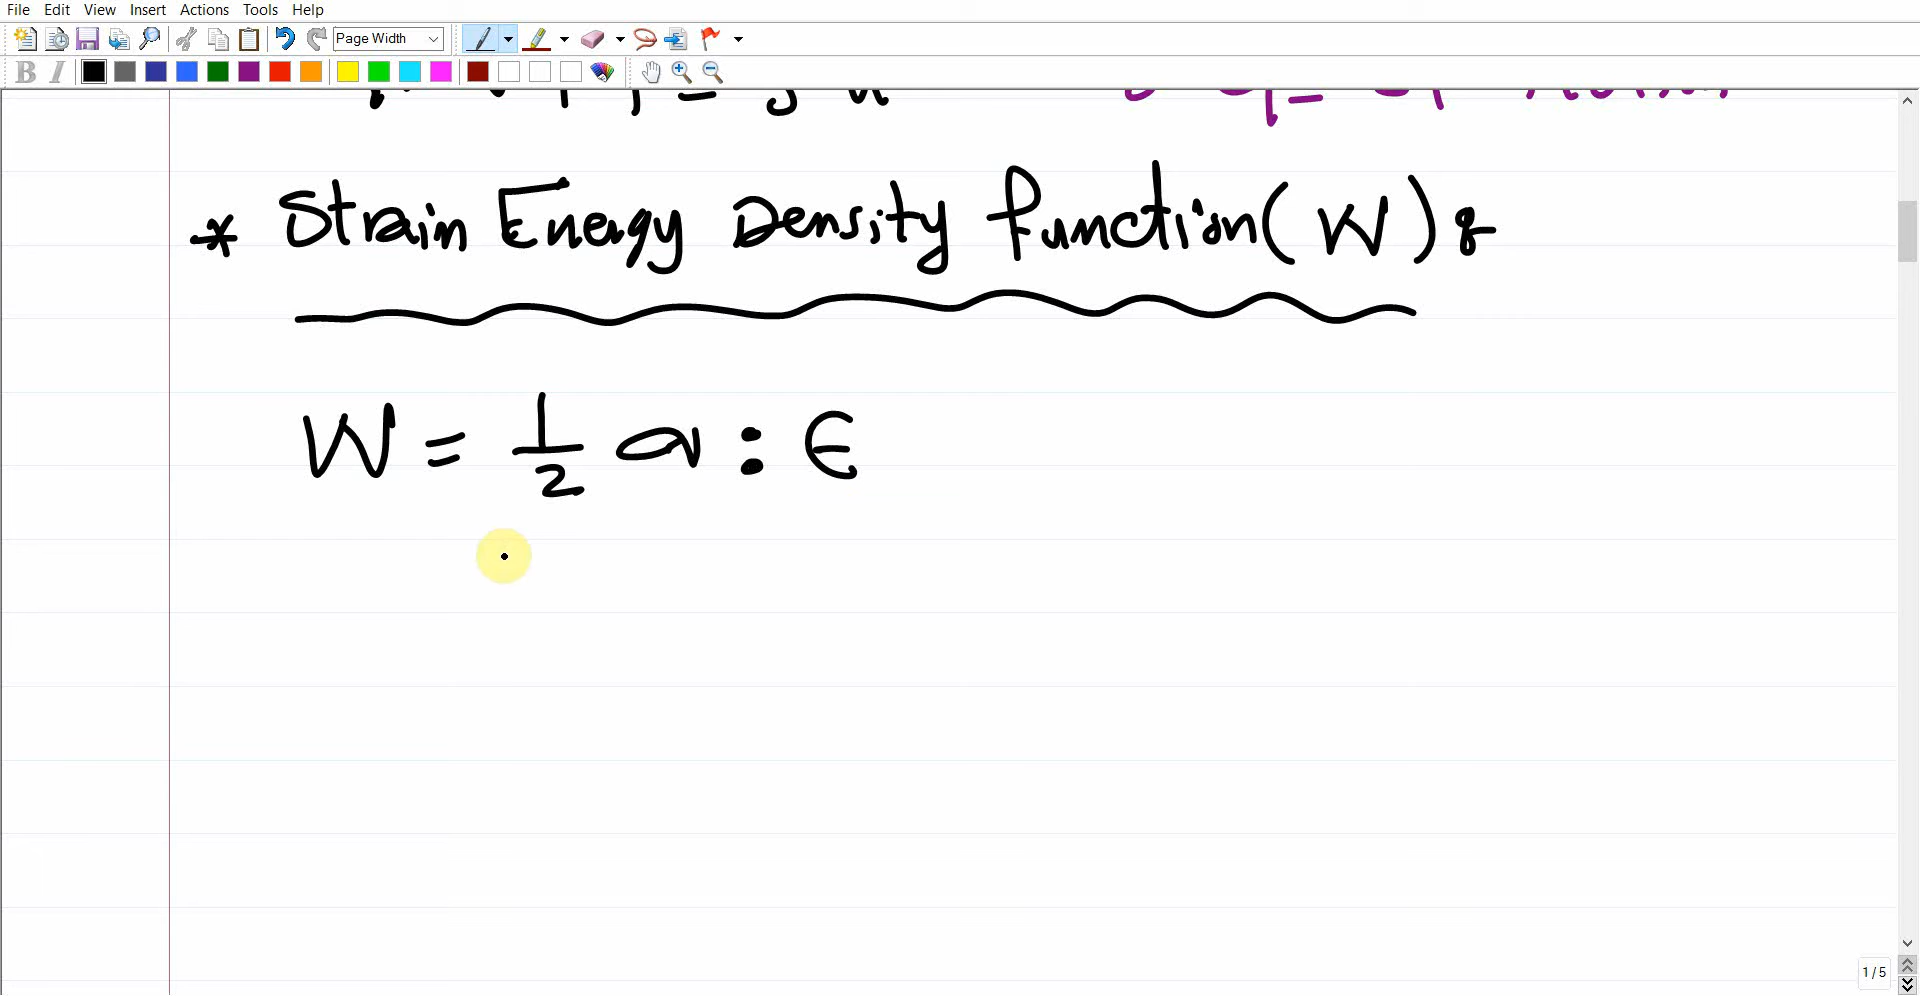 File Edit View Insert Actions Tools Help
Page Width
B I
* Strain Energy Density function (W) :
W = 1/2 σ : ϵ
1 / 5